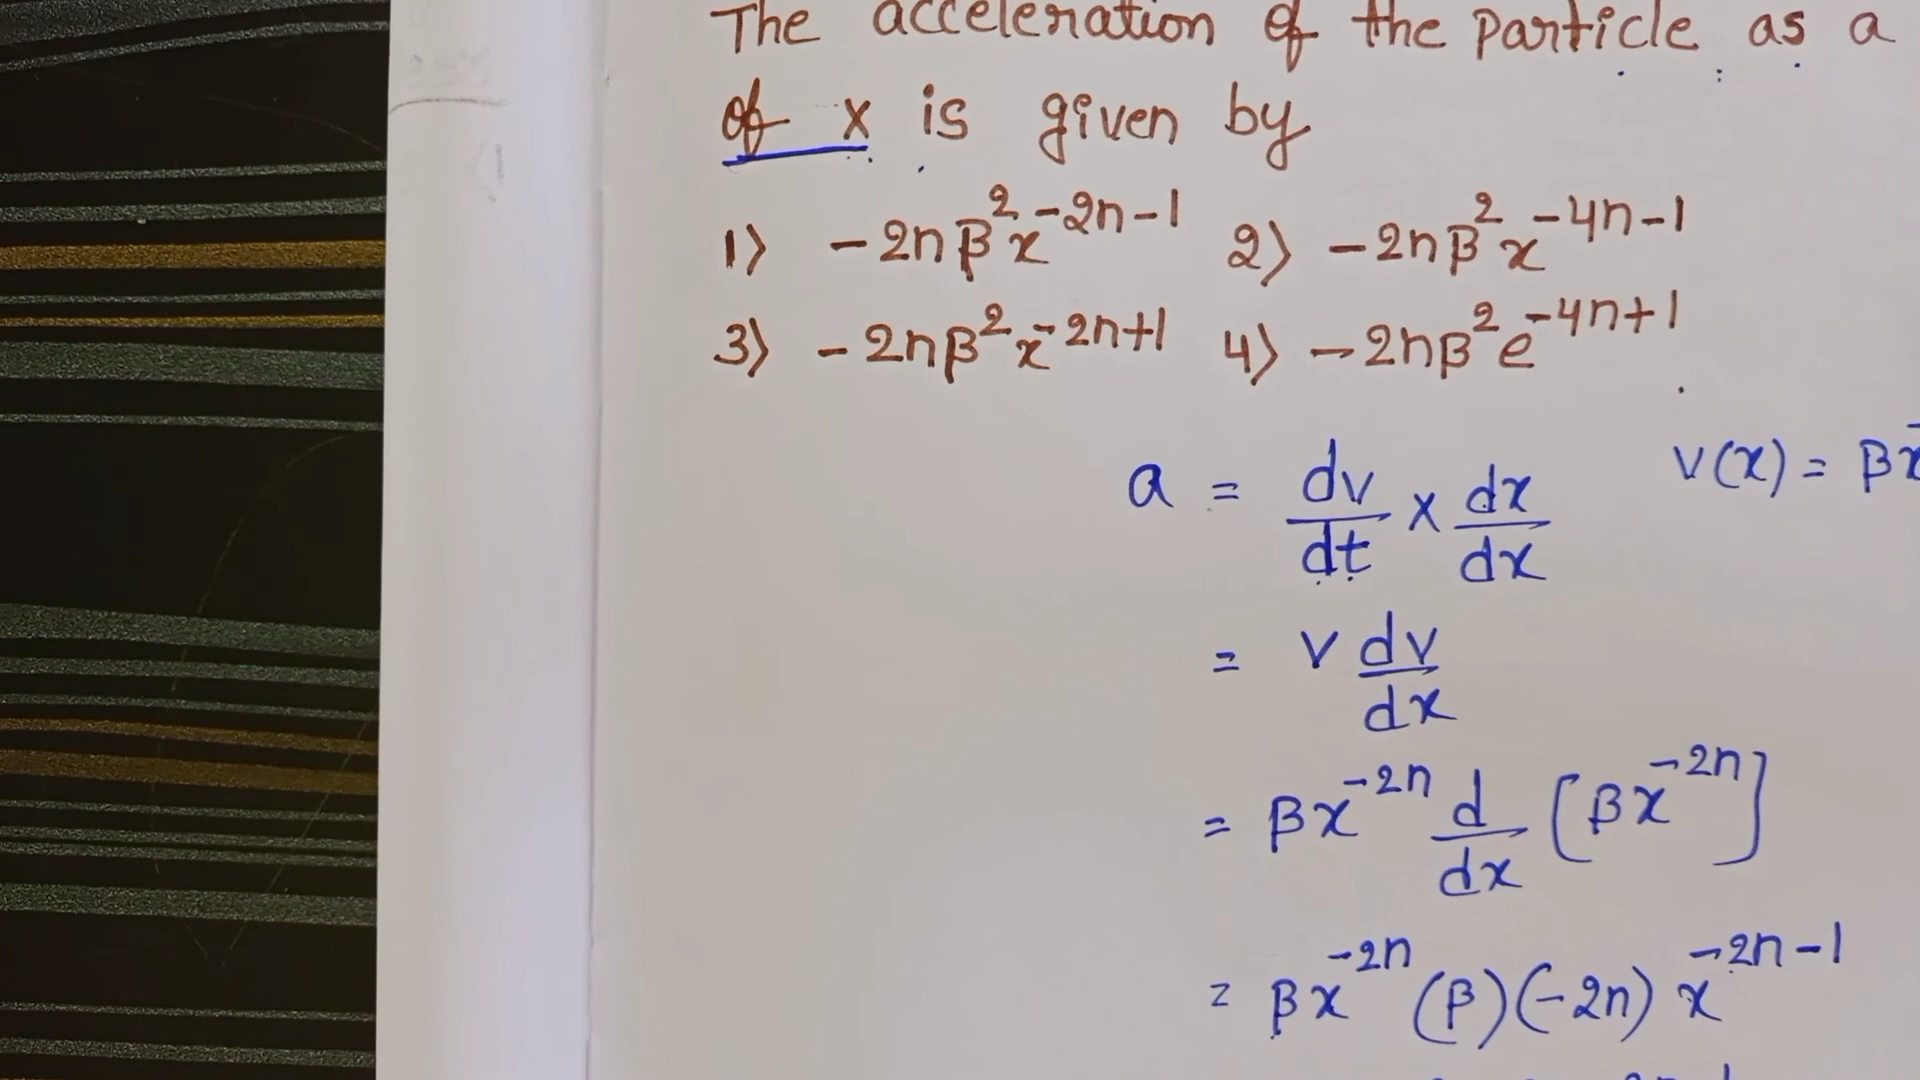 The acceleration of the particle as a
of x is given by
1) -2nβ²x⁻²ⁿ⁻¹ 2) -2nβ²x⁻⁴ⁿ⁻¹
3) -2nβ²x⁻²ⁿ⁺¹ 4) -2nβ²e⁻⁴ⁿ⁺¹
a = dv/dt × dx/dx V(x) = βx⁻
= v dv/dx
= βx⁻²ⁿ d/dx [βx⁻²ⁿ]
= βx⁻²ⁿ (β)(-2n) x⁻²ⁿ⁻¹